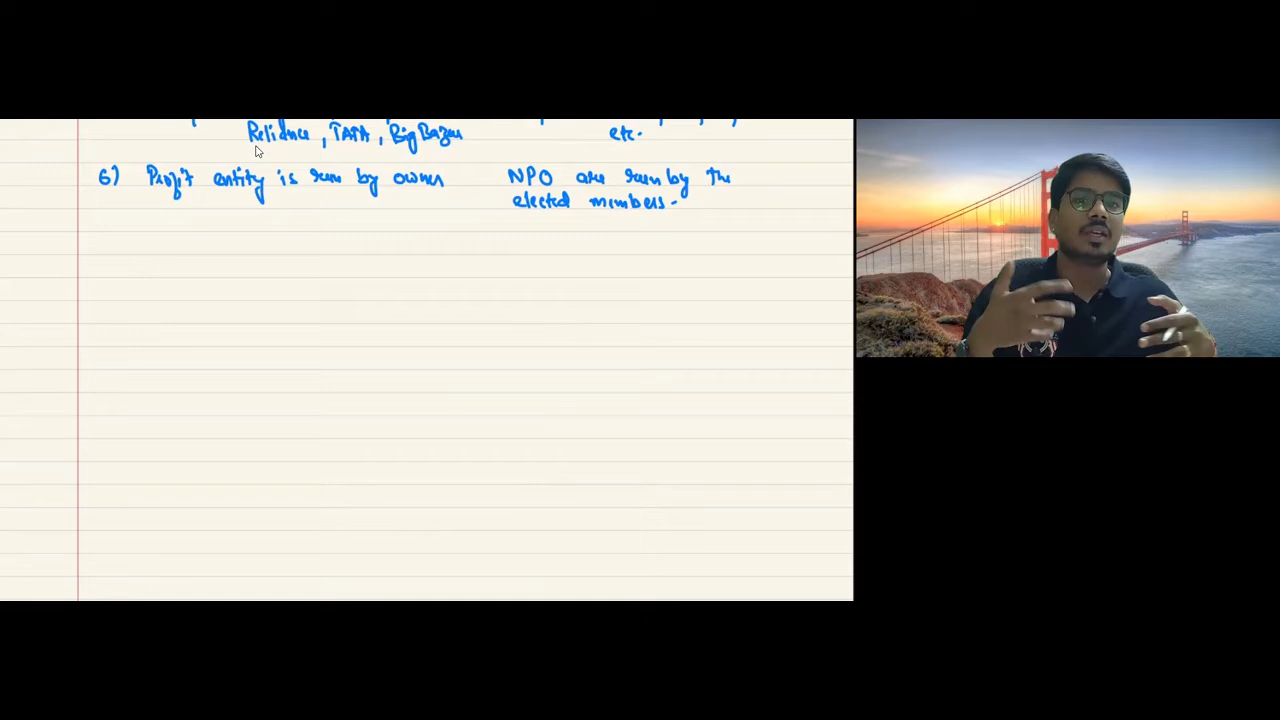 Reliance, TATA, Big Bazar
etc.
6) Profit entity is run by owner
NPO are run by the
elected members.